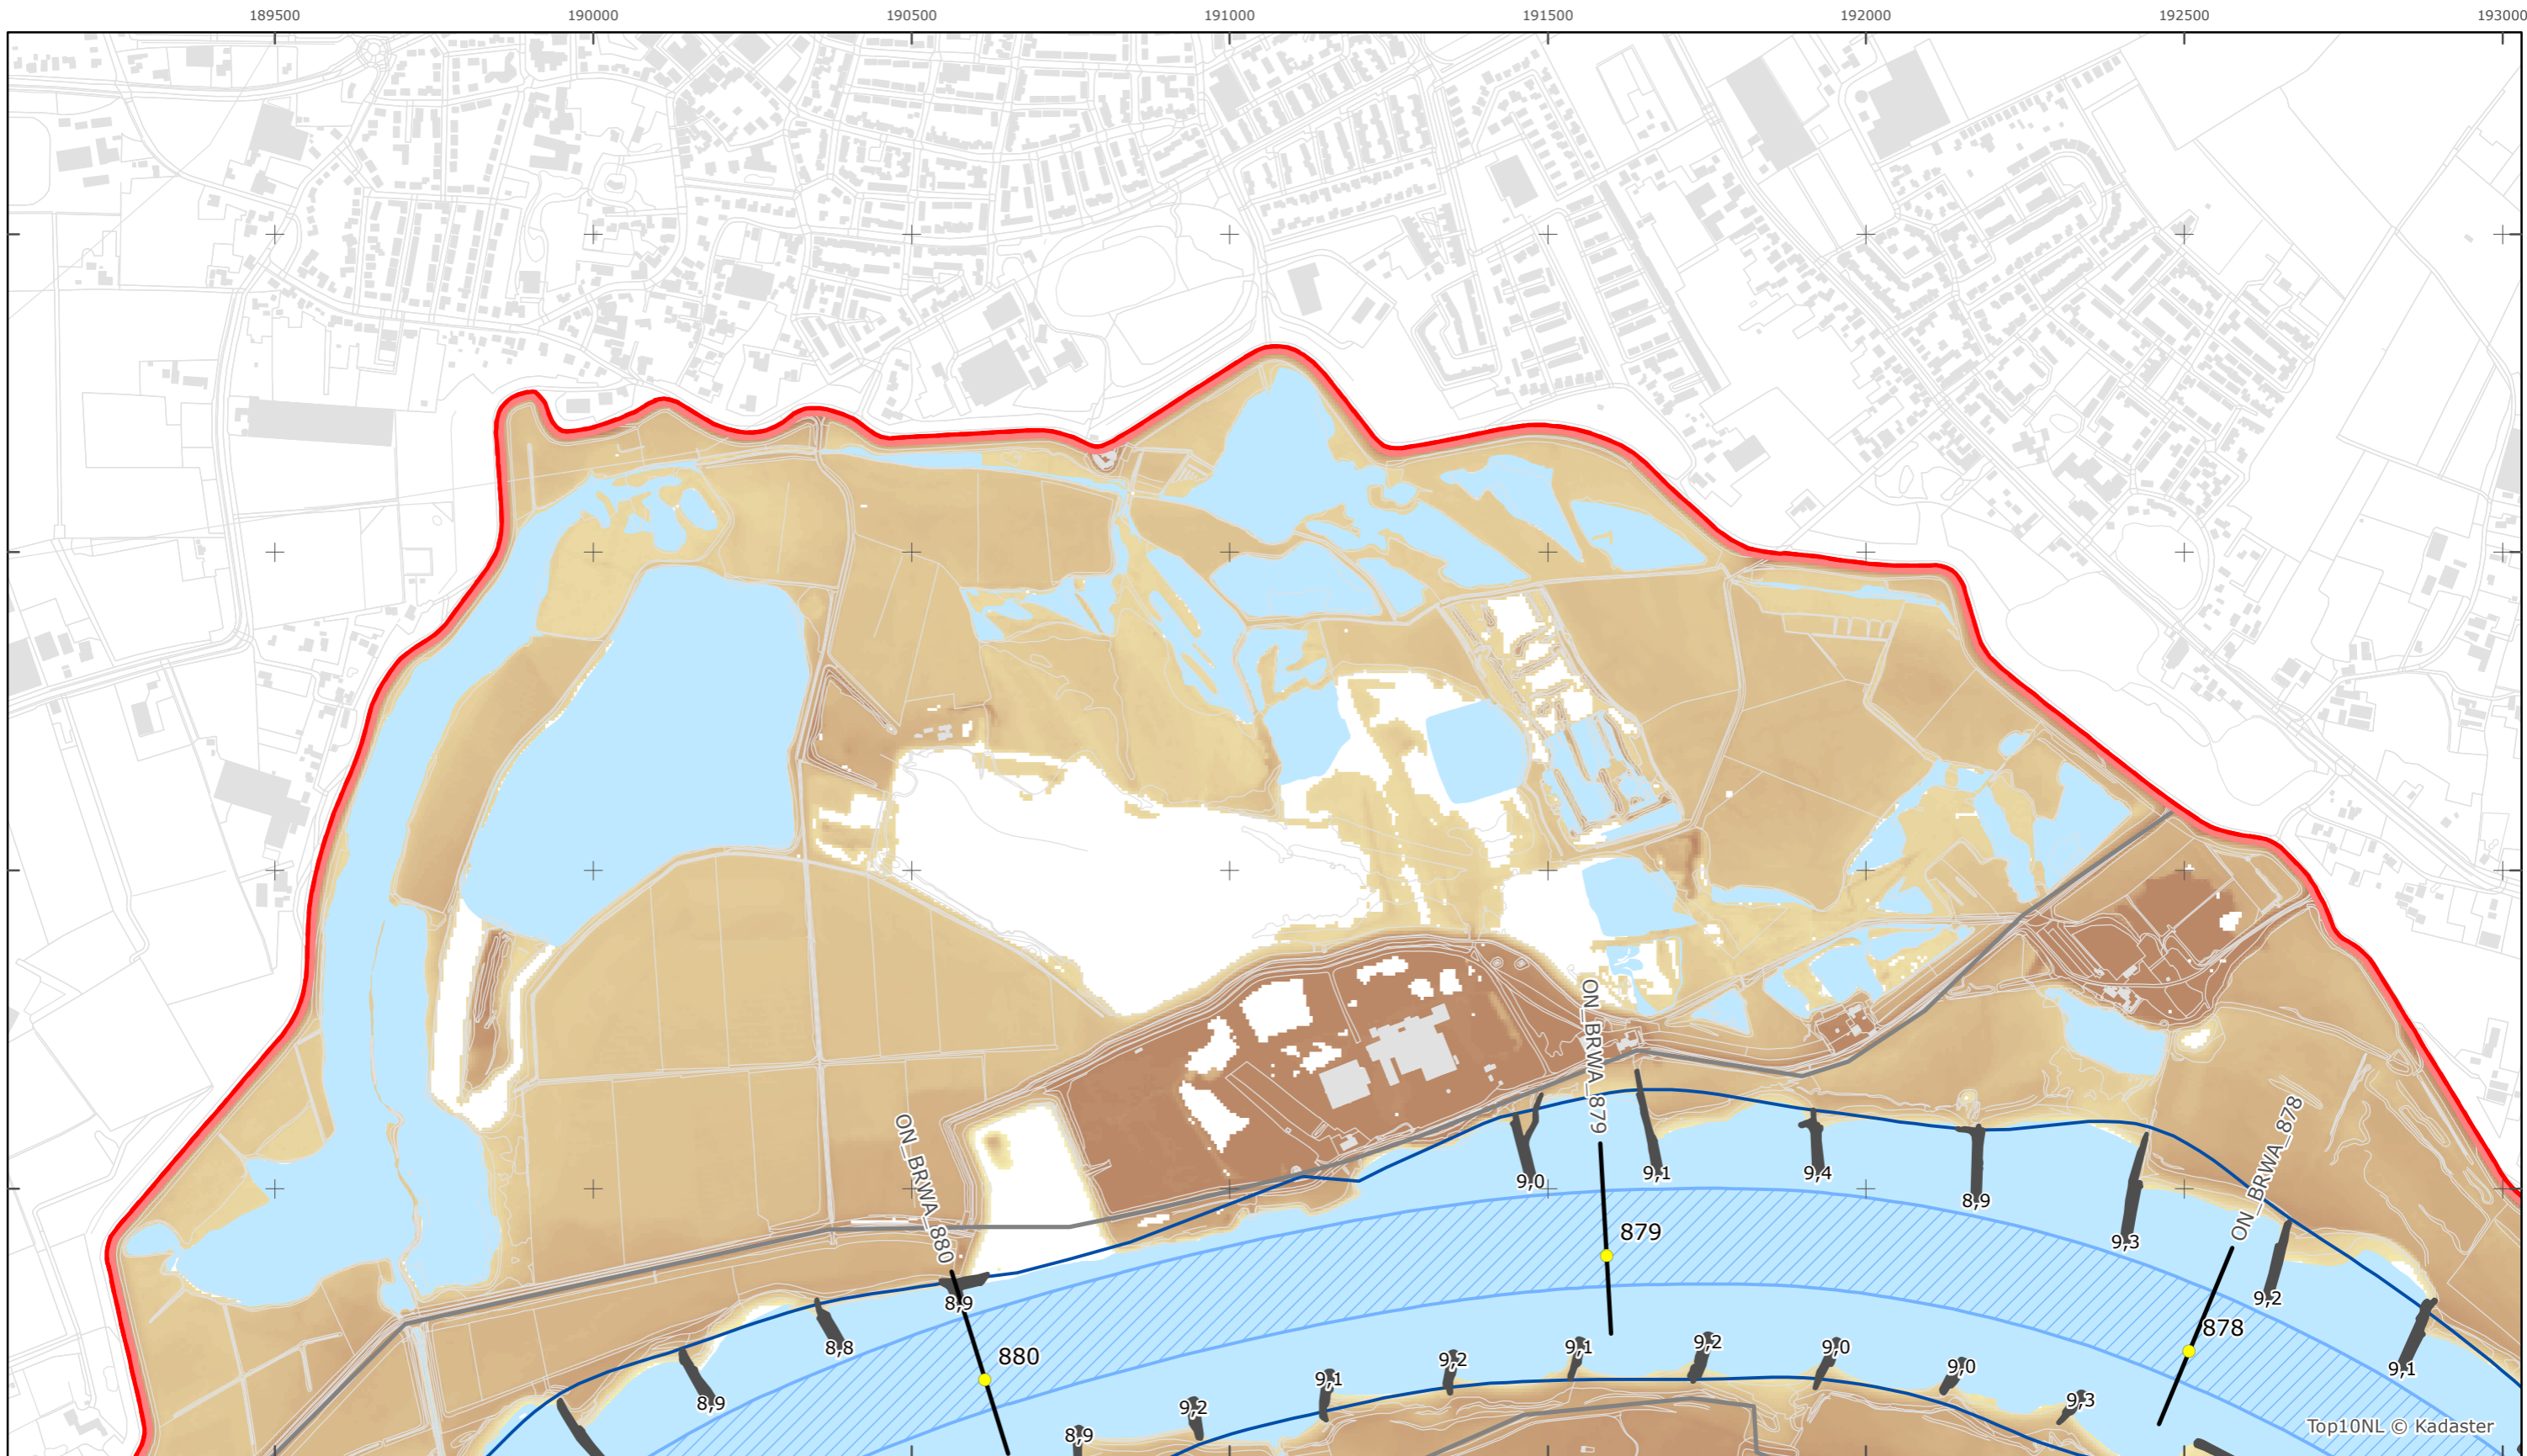 189500 190000 190500 191000 191500 192000 192500 193000
ON_BRWA_879
ON_BRWA_878
ON_BRWA_880
9,0 9,1 9,4 8,9
879
9,3
9,2
8,9
878
8,8
880
9,1 9,2 9,0
9,2
9,1 9,0 9,1
8,9 9,2 9,3
8,9
Top10NL © Kadaster